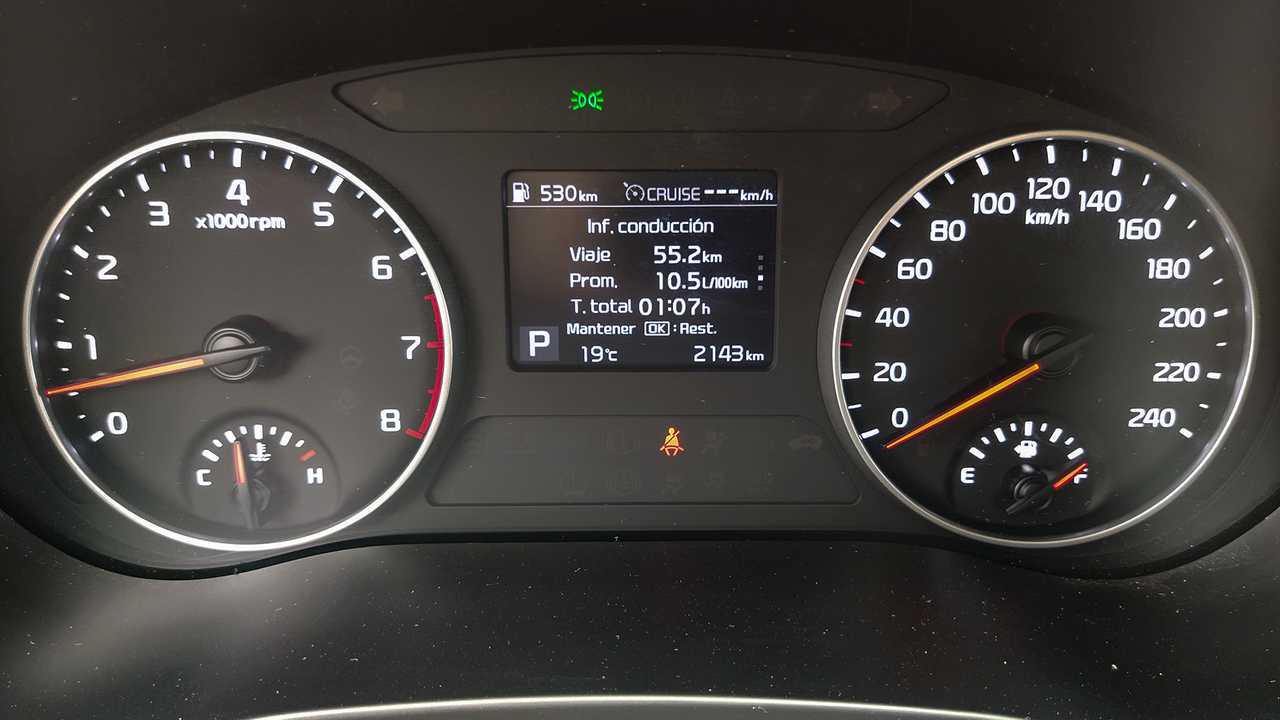 0
1
2
3
4
5
6
7
8
x1000rpm
C
H
530km CRUISE ---km/h
Inf. conducción
Viaje 55.2km
Prom. 10.5L/100km
T. total 01:07h
Mantener OK : Rest.
P
19°c 2143km
0
20
40
60
80
100
120
140
160
180
200
220
240
km/h
E
F